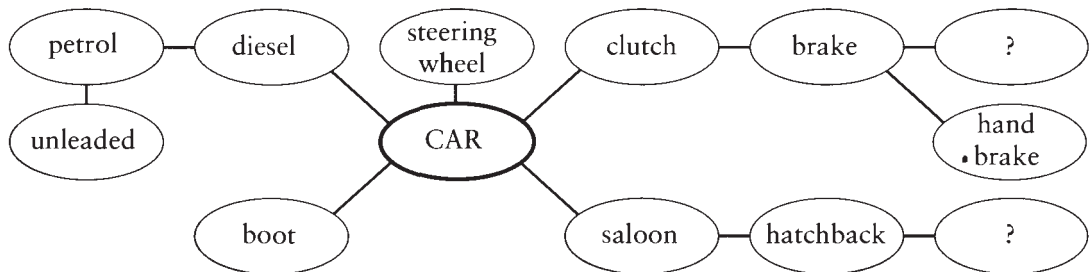 petrol
diesel
steering
wheel
clutch
brake
?
unleaded
CAR
hand
brake
boot
saloon
hatchback
?